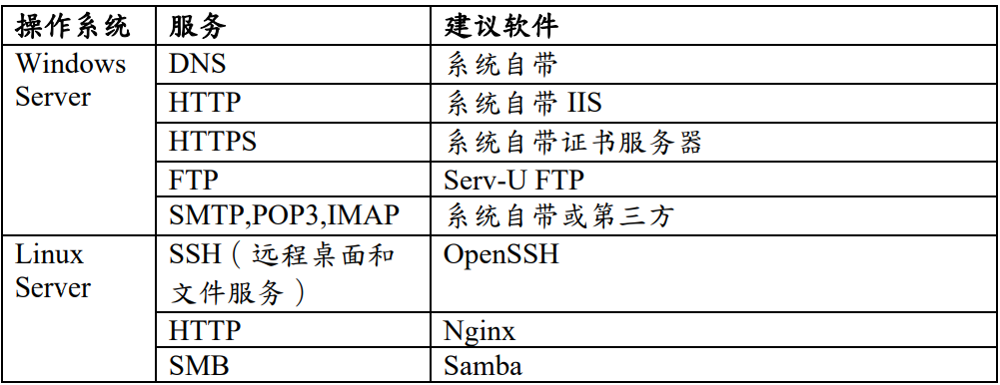 操作系统 服务 建议软件
Windows Server DNS 系统自带
HTTP 系统自带 IIS
HTTPS 系统自带证书服务器
FTP Serv-U FTP
SMTP,POP3,IMAP 系统自带或第三方
Linux Server SSH（远程桌面和文件服务） OpenSSH
HTTP Nginx
SMB Samba